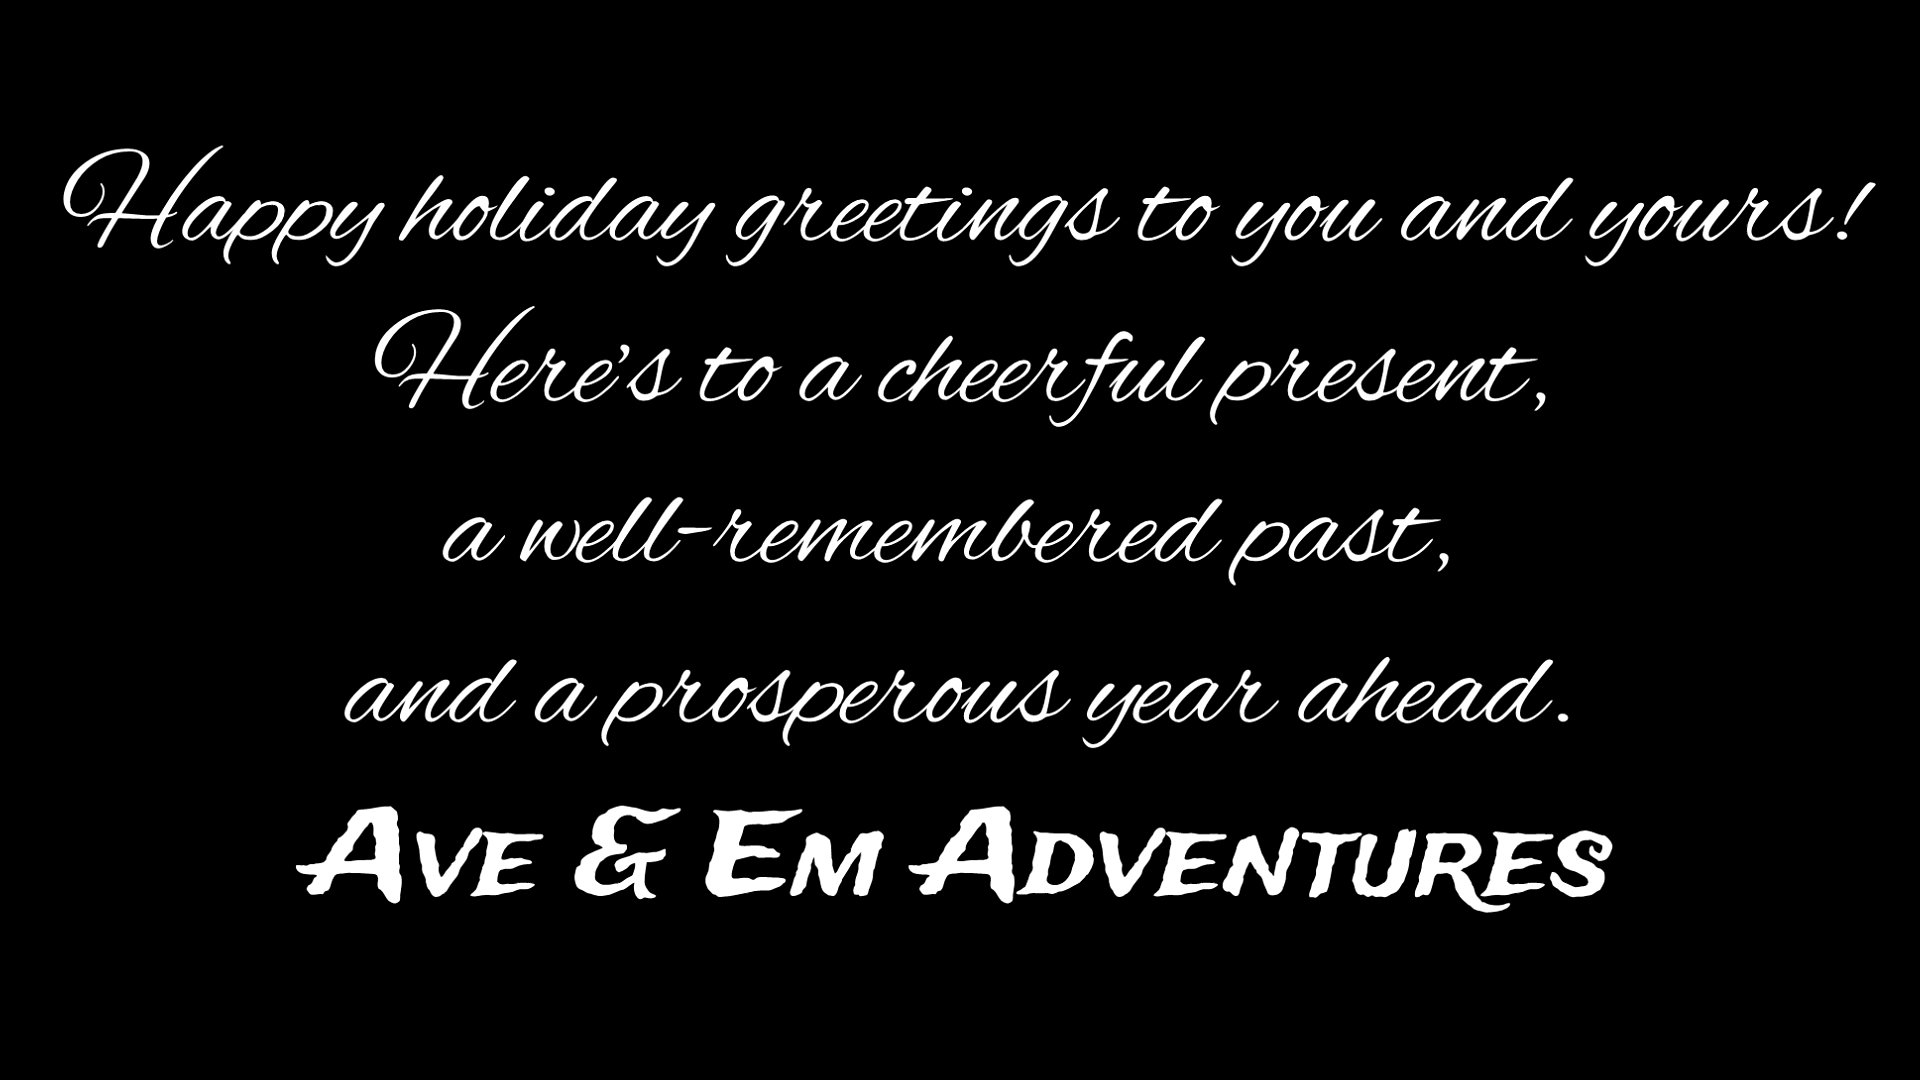 Happy holiday greetings to you and yours!
Here's to a cheerful present,
a well-remembered past,
and a prosperous year ahead.
Ave & Em Adventures